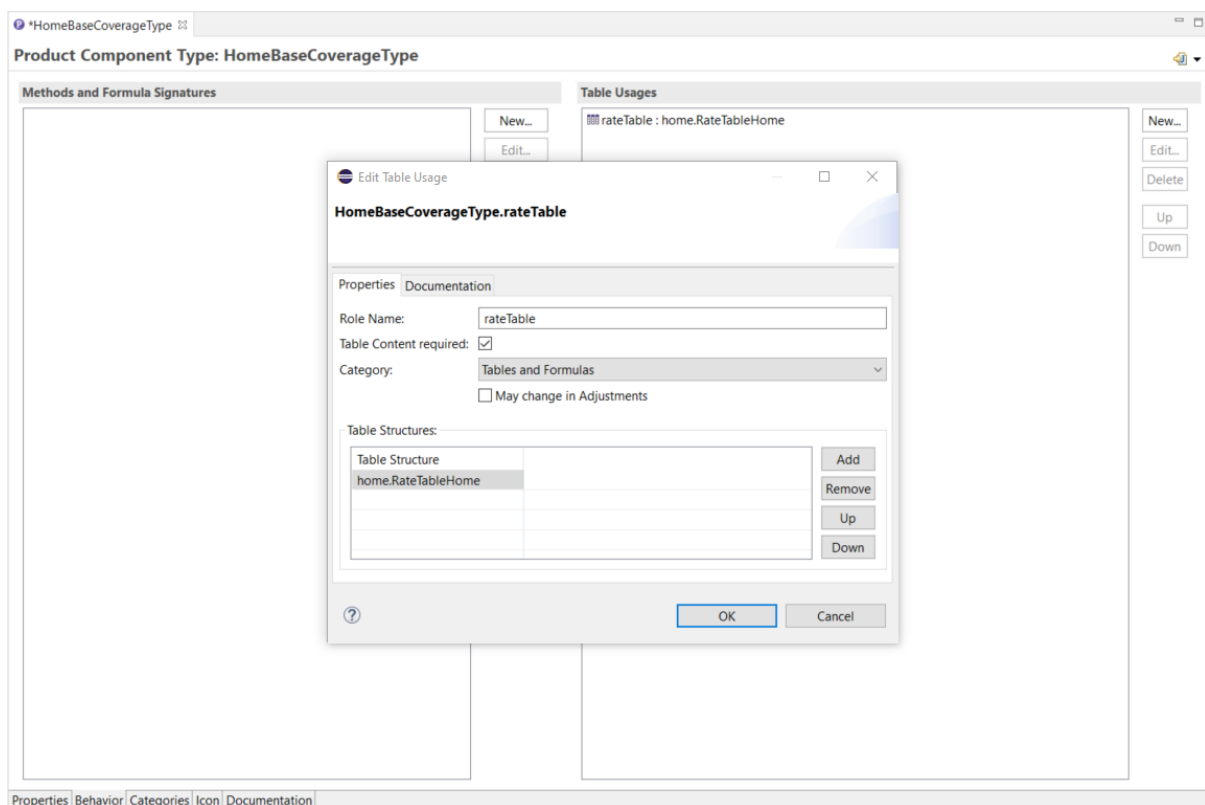 *HomeBaseCoverageType
Product Component Type: HomeBaseCoverageType
Methods and Formula Signatures
New...
Edit...
Table Usages
rateTable : home.RateTableHome
New...
Edit...
Delete
Up
Down
Edit Table Usage
HomeBaseCoverageType.rateTable
Properties Documentation
Role Name: rateTable
Table Content required:
Category: Tables and Formulas
May change in Adjustments
Table Structures:
Table Structure
home.RateTableHome
Add
Remove
Up
Down
OK Cancel
Properties Behavior Categories Icon Documentation